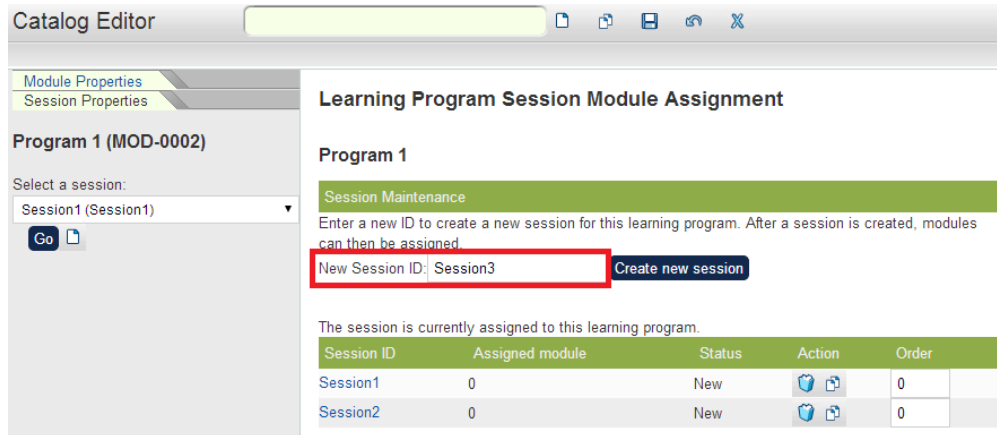 Catalog Editor
Module Properties
Session Properties
Program 1 (MOD-0002)
Select a session:
Session1 (Session1)
Go
Learning Program Session Module Assignment
Program 1
Session Maintenance
Enter a new ID to create a new session for this learning program. After a session is created, modules
can then be assigned.
New Session ID: Session3 Create new session
The session is currently assigned to this learning program.
Session ID Assigned module Status Action Order
Session1 0 New 0
Session2 0 New 0